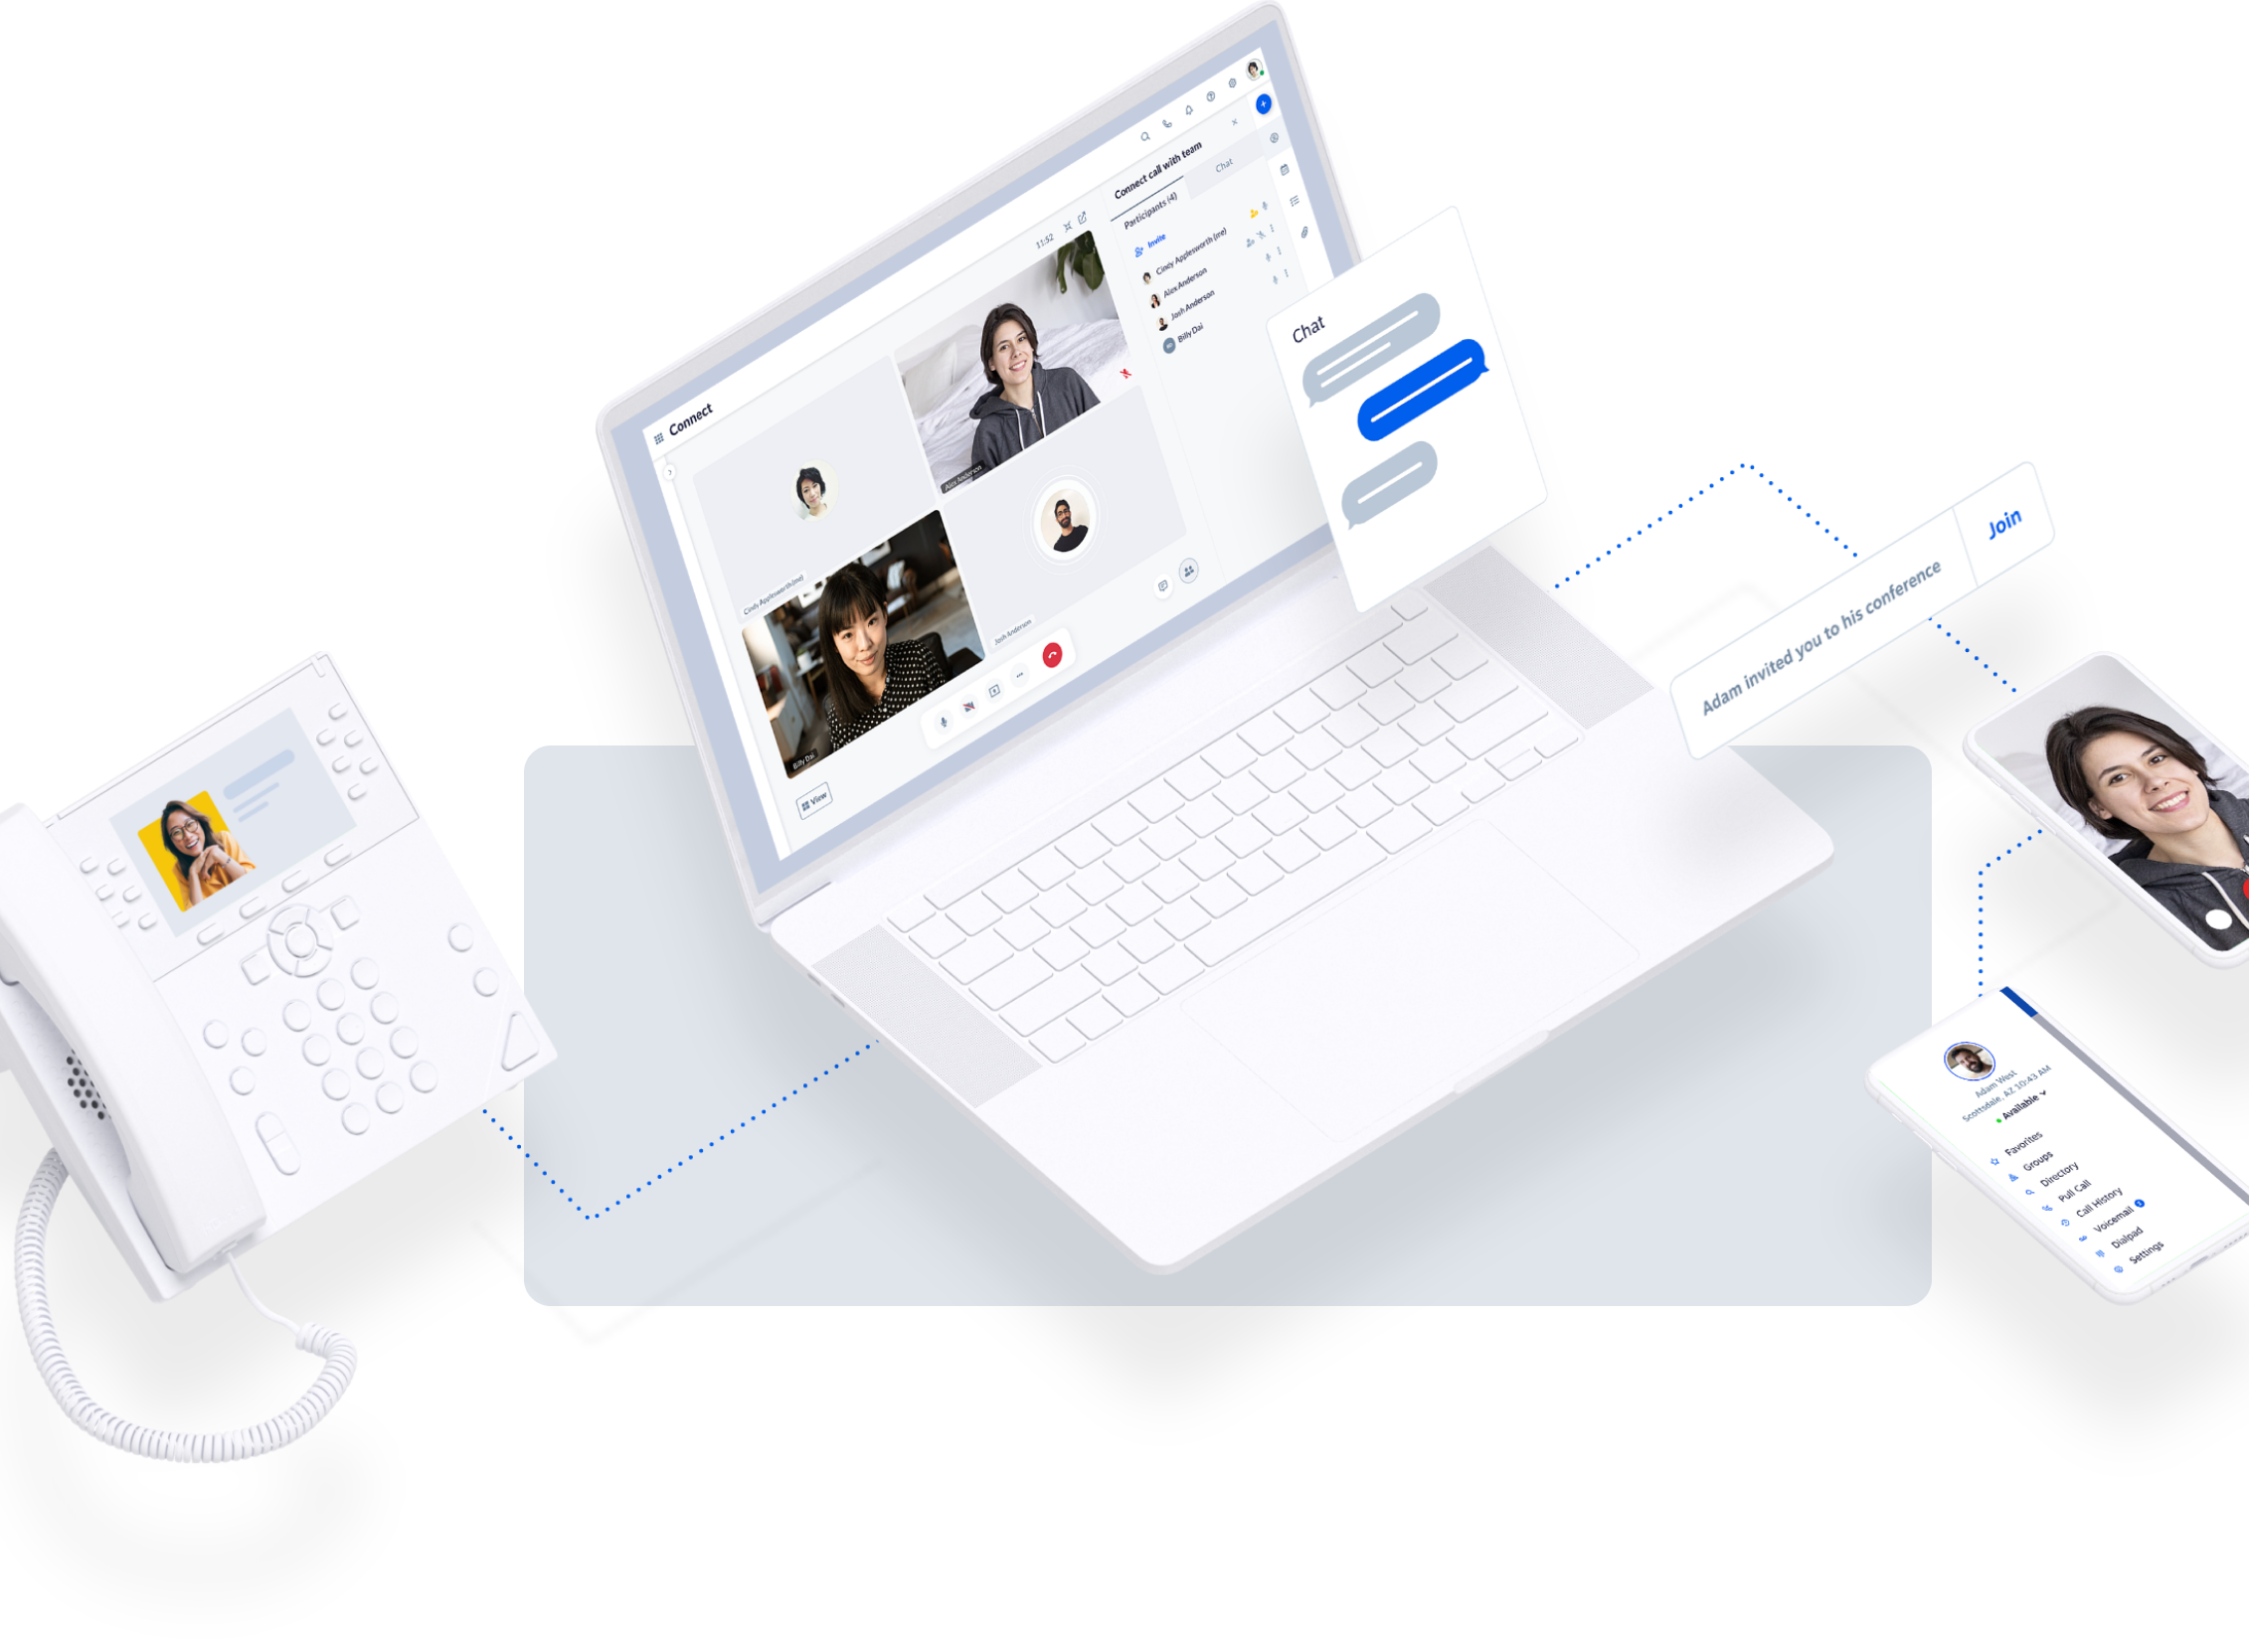 Connect
11:52
Connect call with team
Participants (4)
Chat
Invite
Cindy Applesworth (me)
Alex Anderson
Josh Anderson
Billy Dai
Alex Anderson
Cindy Applesworth (me)
Josh Anderson
Billy Dai
View
Chat
Adam invited you to his conference
Join
Adam West
Scottsdale, AZ 10:43 AM
Available
Favorites
Groups
Directory
Pull Call
Call History
Voicemail
Dialpad
Settings